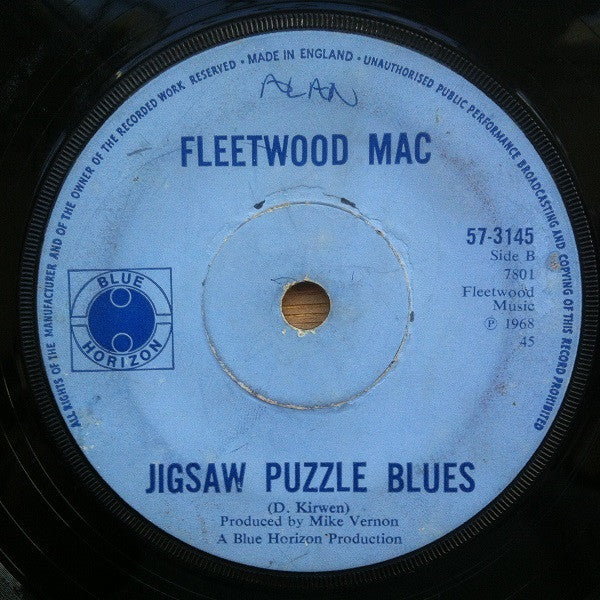 ALL RIGHTS OF THE MANUFACTURER AND OF THE OWNER OF THE RECORDED WORK RESERVED • MADE IN ENGLAND • UNAUTHORISED PUBLIC PERFORMANCE BROADCASTING AND COPYING OF THIS RECORD PROHIBITED
ALAN
FLEETWOOD MAC
57-3145
Side B
7801
Fleetwood
Music
℗ 1968
45
BLUE
HORIZON
JIGSAW PUZZLE BLUES
(D. Kirwen)
Produced by Mike Vernon
A Blue Horizon Production